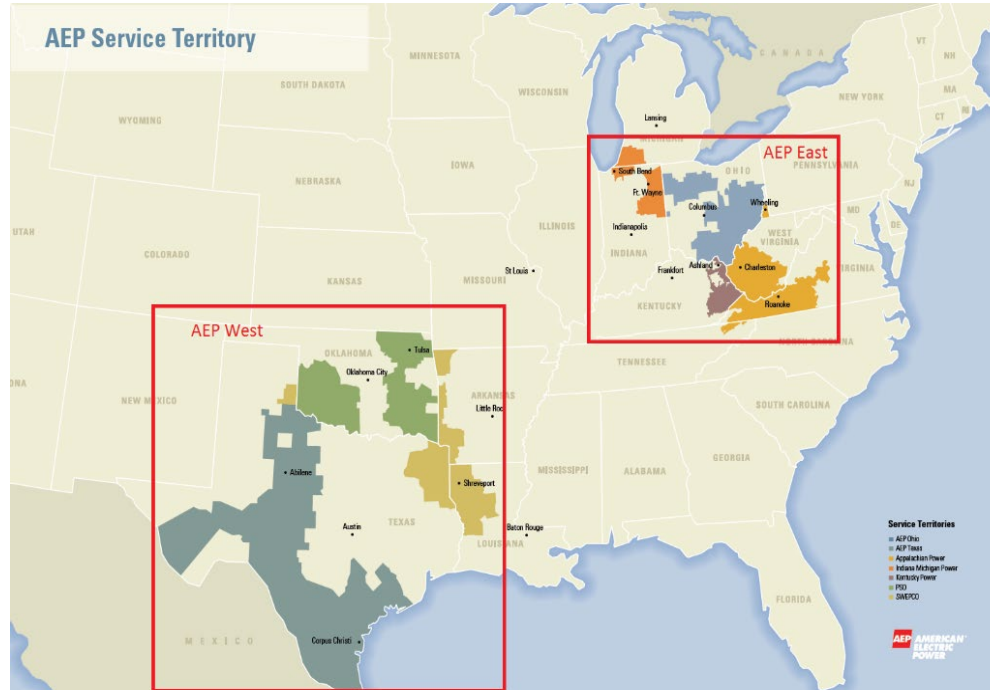 AEP Service Territory
CANADA
MINNESOTA
VT
NH
SOUTH DAKOTA
WISCONSIN
NEW YORK
MA
WYOMING
Lansing
MICHIGAN
CT
AEP East
PENNSYLVANIA
IOWA
OHIO
South Bend
NEBRASKA
Ft. Wayne
NJ
Columbus
Wheeling
MD
ILLINOIS
Indianapolis
DE
UTAH
WEST
VIRGINIA
INDIANA
COLORADO
Ashland
Charleston
VIRGINIA
St Louis
Frankfort
KANSAS
MISSOURI
KENTUCKY
Roanoke
AEP West
NORTH CAROLINA
OKLAHOMA
Tulsa
TENNESSEE
Oklahoma City
ONA
ARKANSAS
NEW MEXICO
Little Roc
SOUTH CAROLINA
GEORGIA
Abilene
MISSISSIPPI
ALABAMA
Shreveport
Austin
TEXAS
Baton Rouge
LOUISIANA
FLORIDA
MEXICO
Corpus Christi
Service Territories
AEP Ohio
AEP Texas
Appalachian Power
Indiana Michigan Power
Kentucky Power
PSO
SWEPCO
AEP AMERICAN
ELECTRIC
POWER